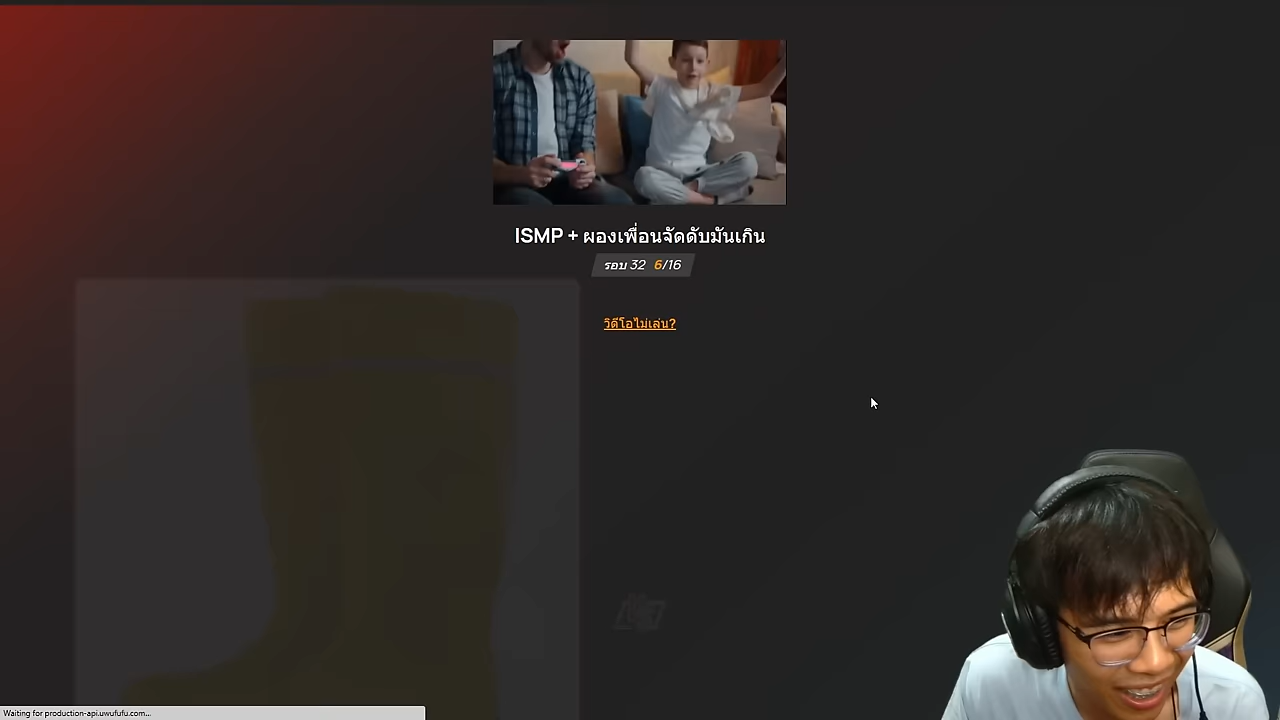 ISMP + ผองเพื่อนจัดดับมันเกิน
รอบ 32 6/16
วิดีโอไม่เล่น?
Waiting for production-api.uwufufu.com...